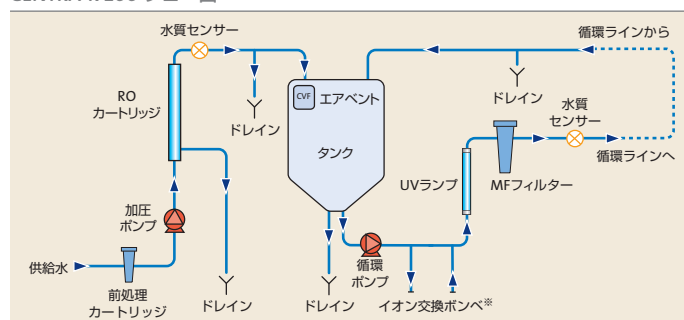 水質センサー
循環ラインから
RO
カートリッジ
ドレイン
CVF エアベント
タンク
ドレイン
水質
センサー
循環ラインへ
UVランプ
MFフィルター
加圧
ポンプ
供給水
前処理
カートリッジ
ドレイン
ドレイン
循環
ポンプ
イオン交換ボンベ※